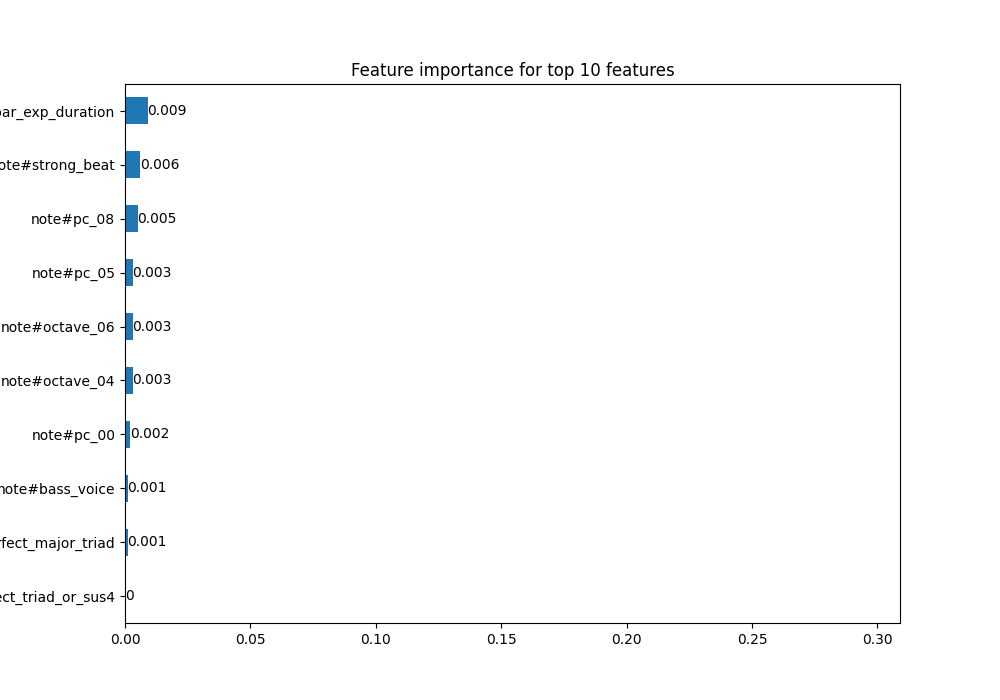 Feature importance for top 10 features
bar_exp_duration 0.009
note#strong_beat 0.006
note#pc_08 0.005
note#pc_05 0.003
note#octave_06 0.003
note#octave_04 0.003
note#pc_00 0.002
note#bass_voice 0.001
rfect_major_triad 0.001
ect_triad_or_sus4 0
0.00 0.05 0.10 0.15 0.20 0.25 0.30